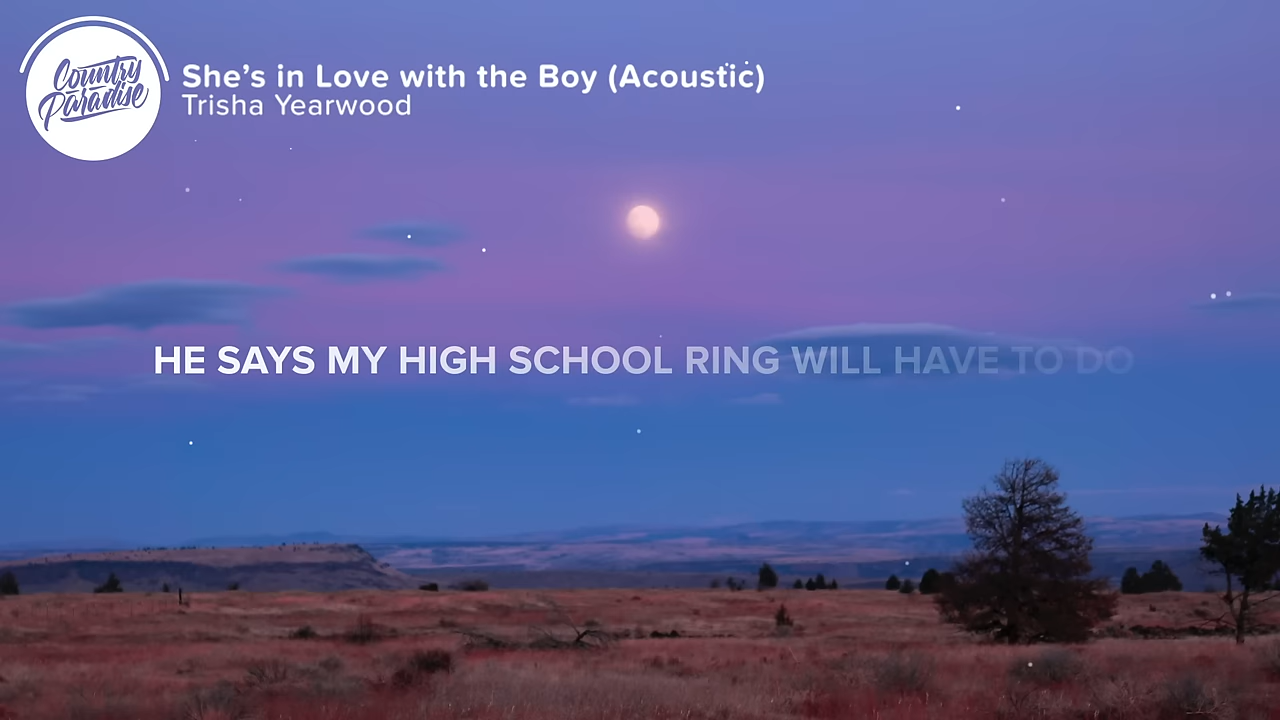 Country
Paradise
She's in Love with the Boy (Acoustic)
Trisha Yearwood
HE SAYS MY HIGH SCHOOL RING WILL HAVE TO DO